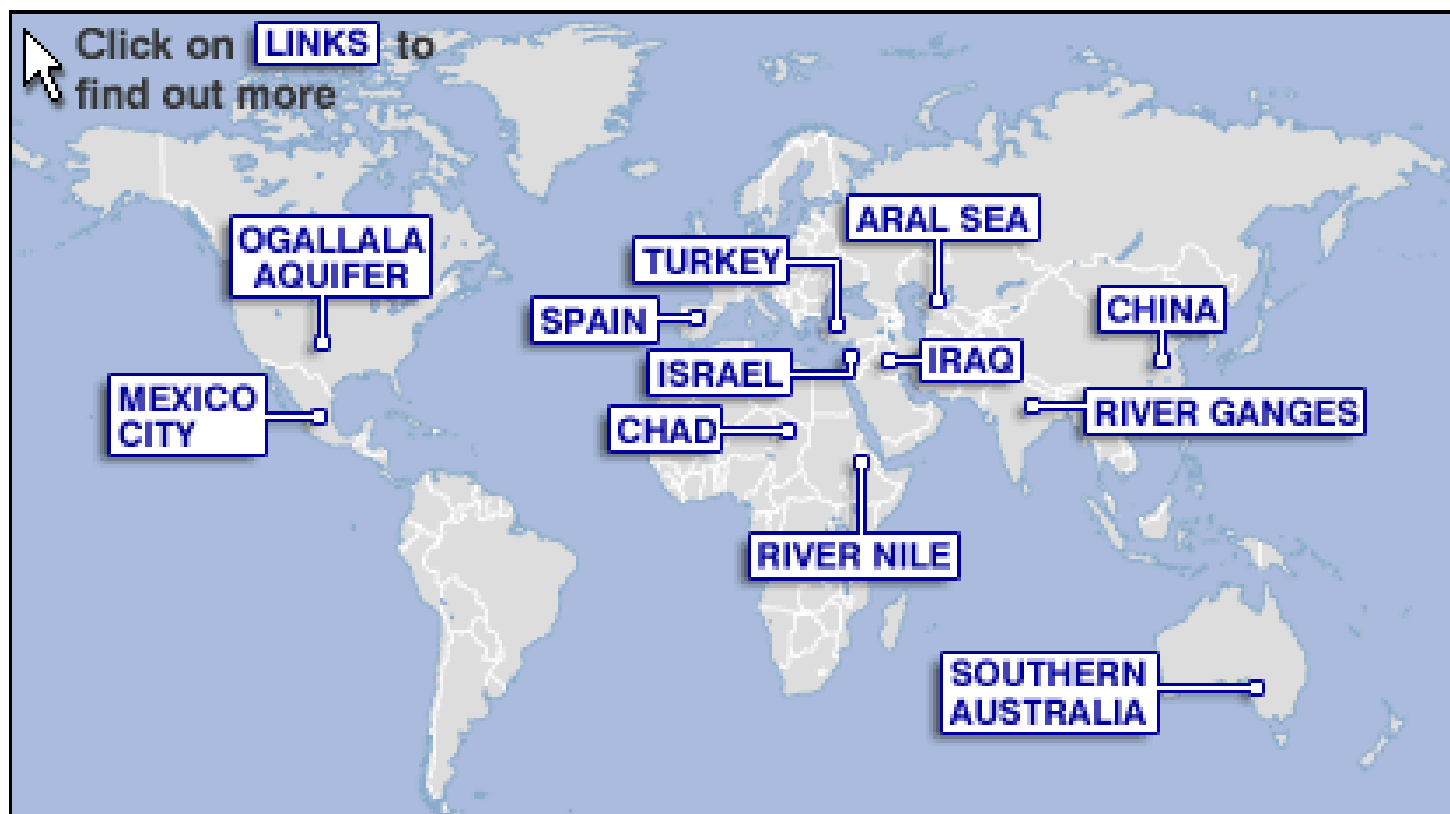 Click on LINKS to
find out more
ARAL SEA
OGALLALA
AQUIFER
TURKEY
CHINA
SPAIN
IRAQ
ISRAEL
MEXICO
CITY
RIVER GANGES
CHAD
RIVER NILE
SOUTHERN
AUSTRALIA